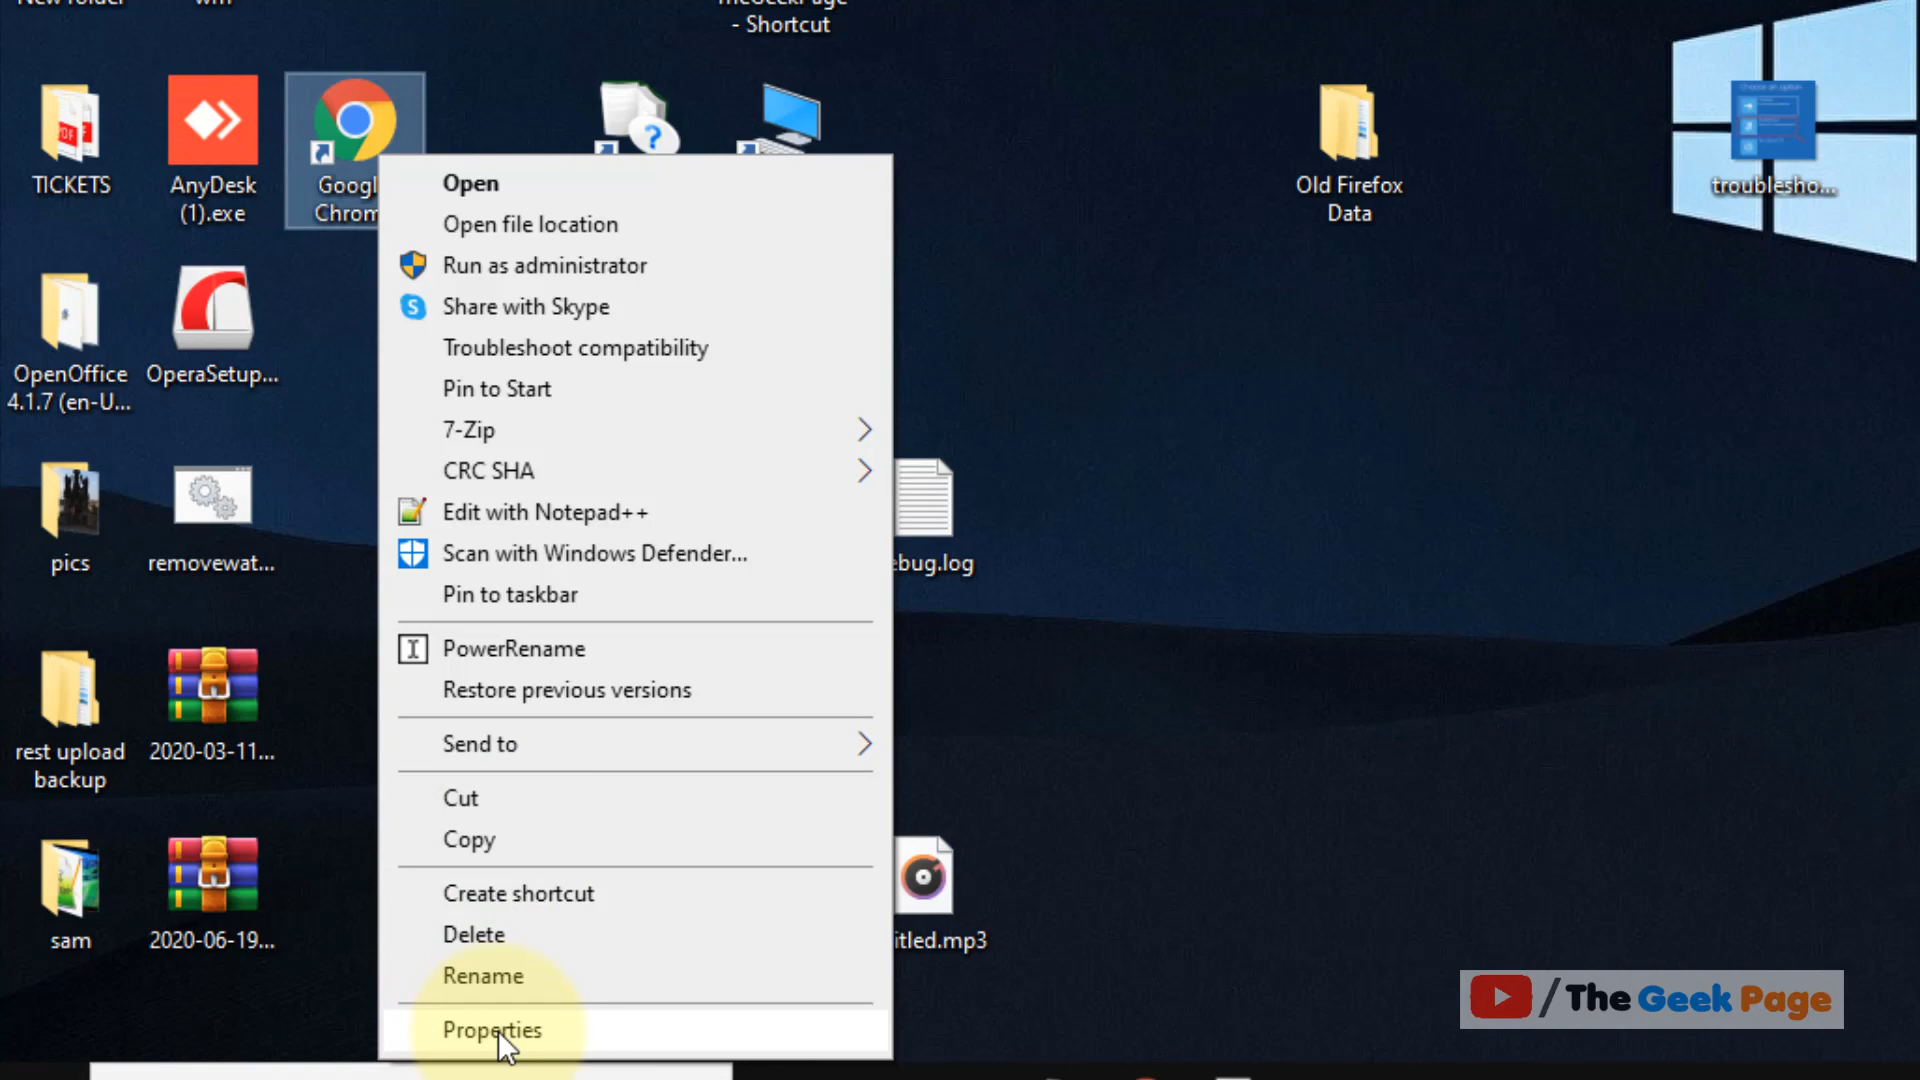 New folder
wifi
TheGeekPage
- Shortcut
TICKETS
AnyDesk
(1).exe
Googl
Chrom
Old Firefox
Data
troublesho...
OpenOffice
4.1.7 (en-U...
OperaSetup...
pics
removewat...
rest upload
backup
2020-03-11...
sam
2020-06-19...
Open
Open file location
Run as administrator
Share with Skype
Troubleshoot compatibility
Pin to Start
7-Zip
CRC SHA
Edit with Notepad++
Scan with Windows Defender...
Pin to taskbar
PowerRename
Restore previous versions
Send to
Cut
Copy
Create shortcut
Delete
Rename
Properties
ebug.log
itled.mp3
/ The Geek Page